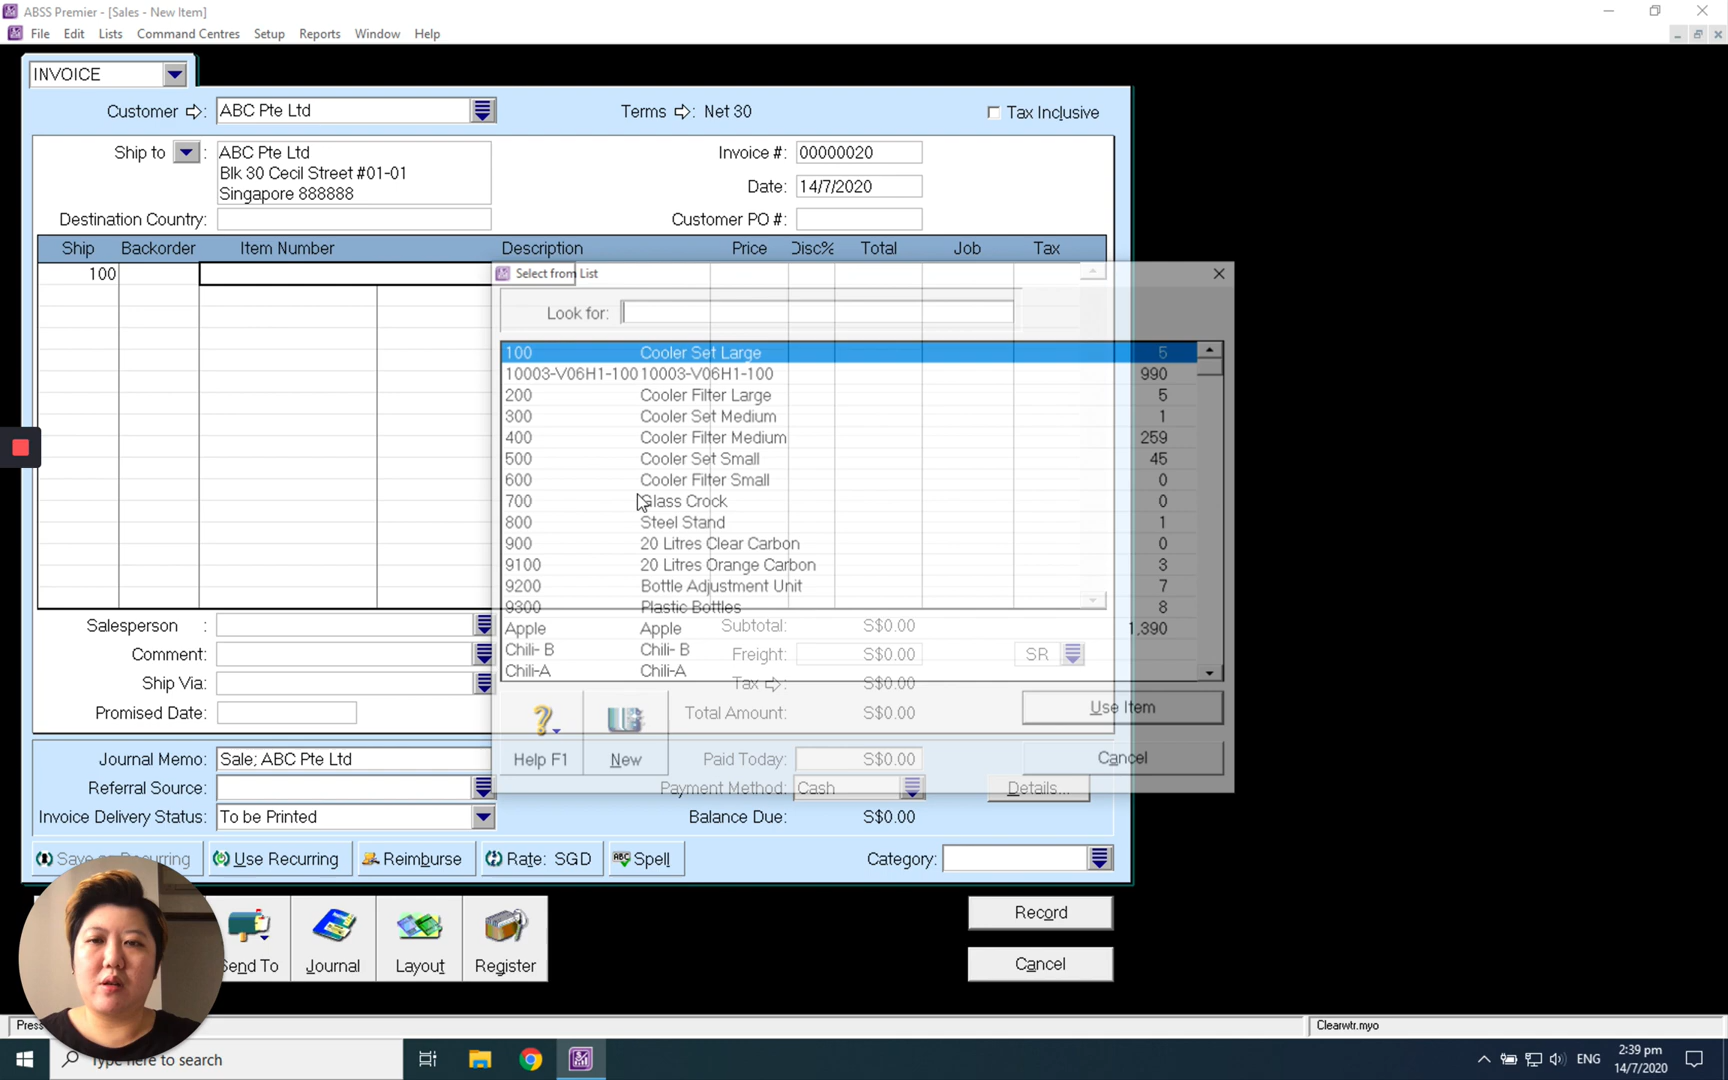 ABSS Premier - [Sales - New Item]
File Edit Lists Command Centres Setup Reports Window Help
INVOICE
Customer : ABC Pte Ltd
Terms : Net 30
Tax Inclusive
Ship to : ABC Pte Ltd
Blk 30 Cecil Street #01-01
Singapore 888888
Invoice #: 00000020
Date: 14/7/2020
Destination Country:
Customer PO #:
Ship Backorder Item Number Description Price Disc% Total Job Tax
100
Select from List
Look for:
100 Cooler Set Large 5
10003-V06H1-100 10003-V06H1-100 990
200 Cooler Filter Large 5
300 Cooler Set Medium 1
400 Cooler Filter Medium 259
500 Cooler Set Small 45
600 Cooler Filter Small 0
700 Glass Crock 0
800 Steel Stand 1
900 20 Litres Clear Carbon 0
9100 20 Litres Orange Carbon 3
9200 Bottle Adjustment Unit 7
9300 Plastic Bottles 8
Apple Apple 1,390
Chili- B Chili- B
Chili-A Chili-A
Help F1 New
Use Item
Cancel
Salesperson :
Comment:
Ship Via:
Promised Date:
Subtotal: S$0.00
Freight: S$0.00 SR
Tax : S$0.00
Total Amount: S$0.00
Journal Memo: Sale; ABC Pte Ltd
Paid Today: S$0.00
Referral Source:
Payment Method: Cash Details...
Invoice Delivery Status: To be Printed
Balance Due: S$0.00
Save as Recurring Use Recurring Reimburse Rate: SGD Spell Category:
Send To Journal Layout Register
Record
Cancel
Press
Clearwtr.myo
Type here to search
ENG
2:39 pm
14/7/2020